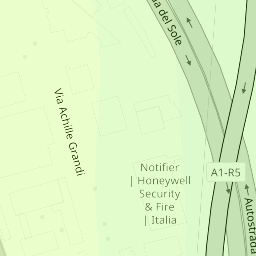 a del Sole
Via Achille Grandi
Notifier
| Honeywell
Security
& Fire
| Italia
A1-R5
Autostrada